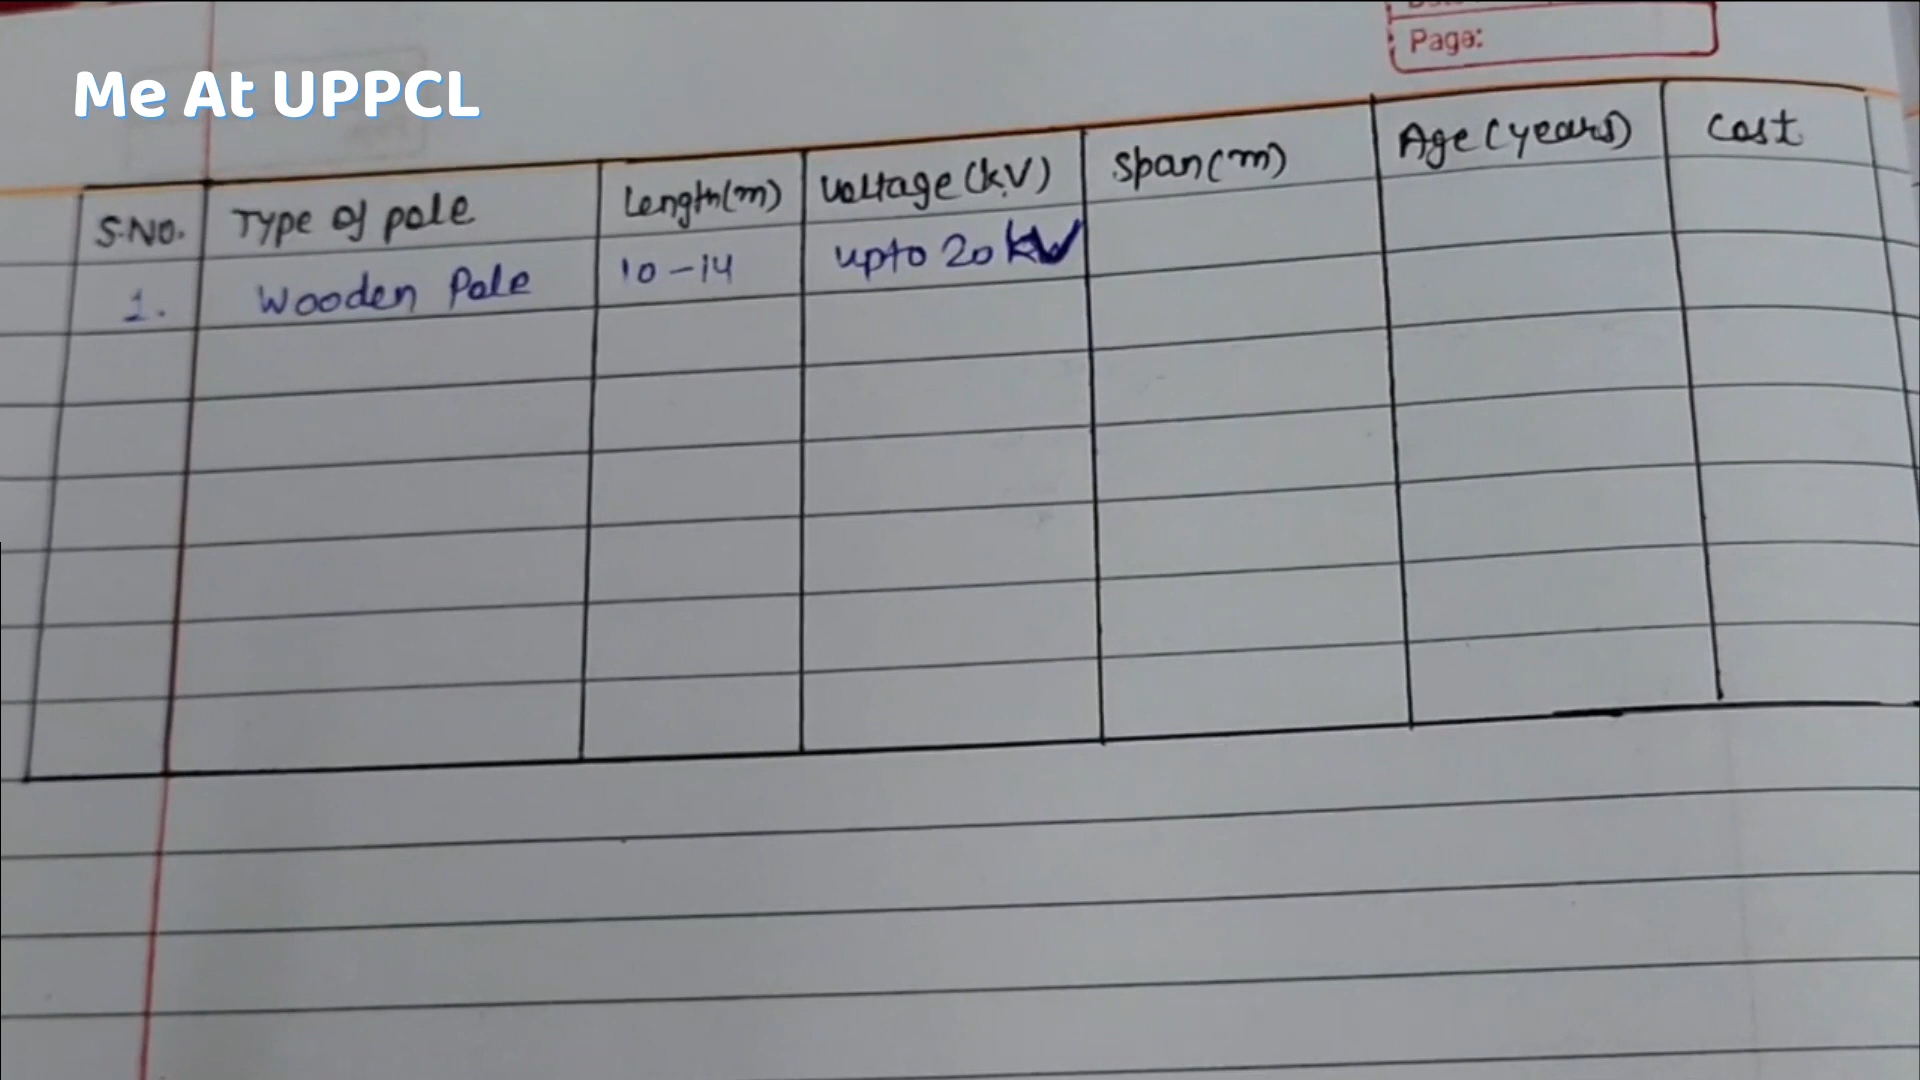 Page:
Me At UPPCL
S.No. Type of pole Length(m) Voltage(kV) Span(m) Age(years) Cost
1. Wooden Pole 10-14 upto 20 kV